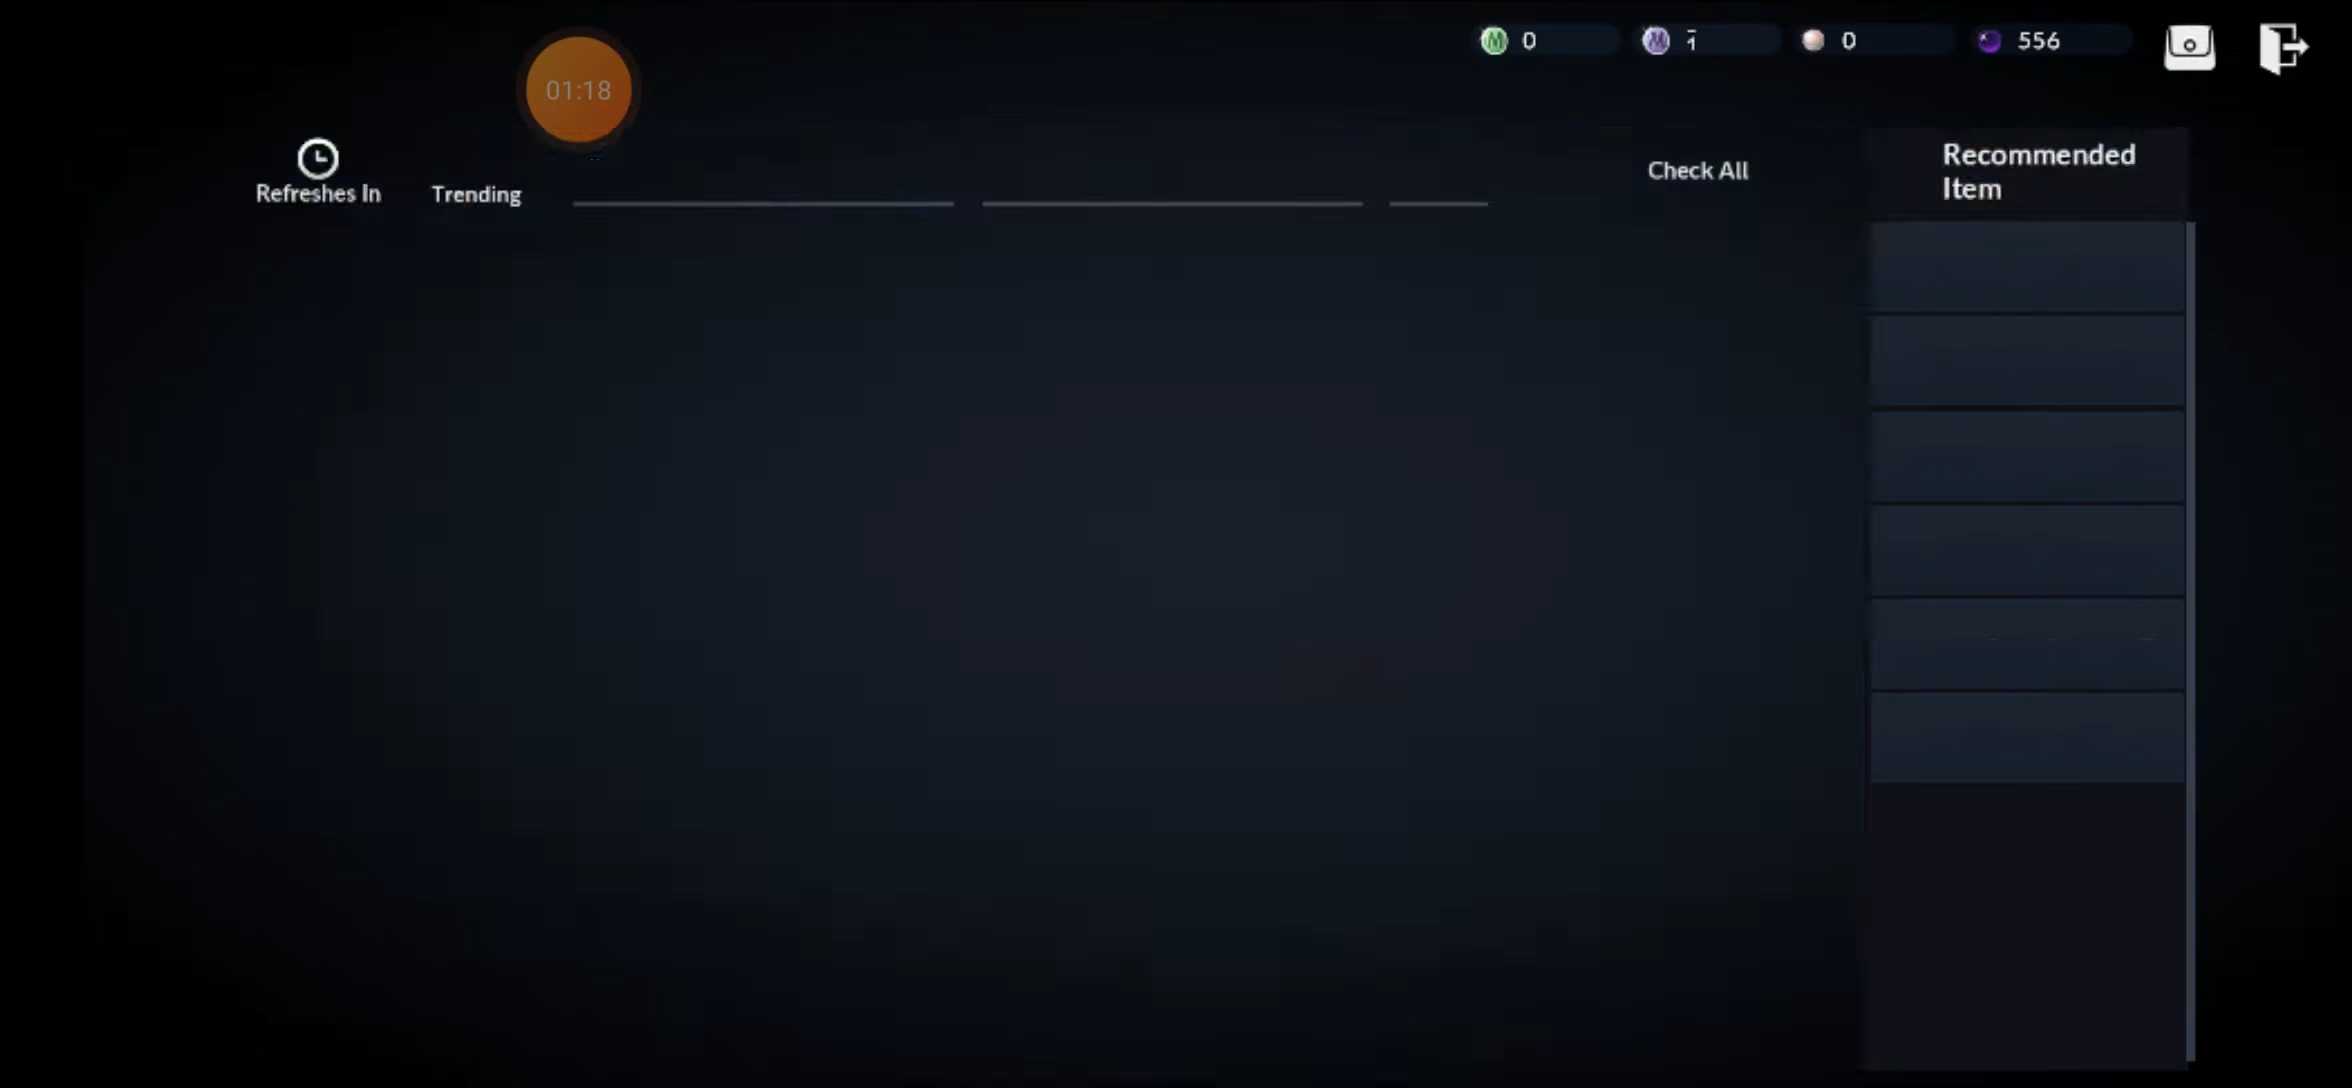 0 1 0 556
01:18
Refreshes In
Trending
Check All
Recommended
Item